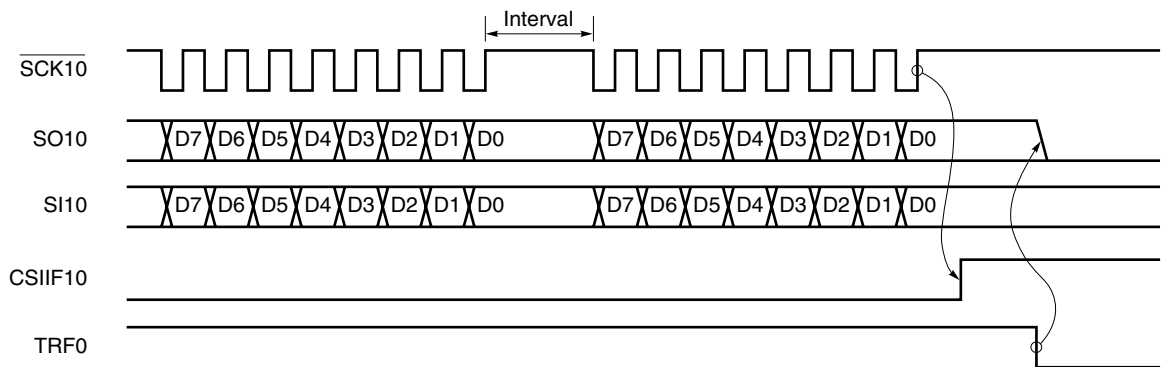 Interval
SCK10
SO10 D7 D6 D5 D4 D3 D2 D1 D0 D7 D6 D5 D4 D3 D2 D1 D0
SI10 D7 D6 D5 D4 D3 D2 D1 D0 D7 D6 D5 D4 D3 D2 D1 D0
CSIIF10
TRF0